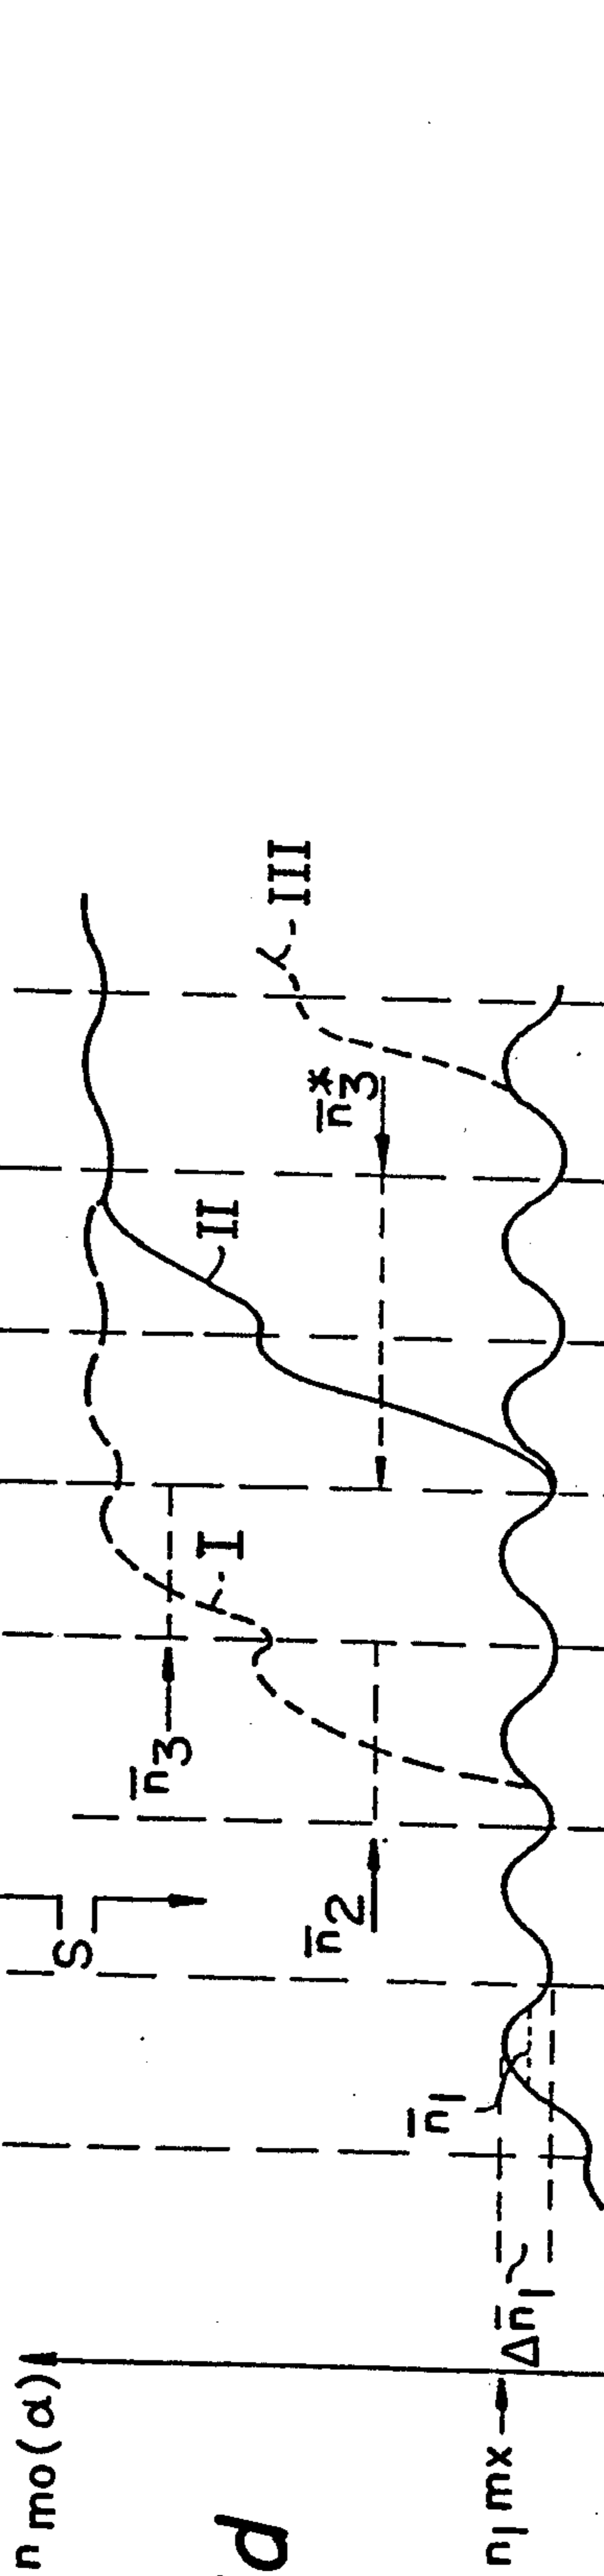 n mo(α)
d
n₁ mx
Δn̄₁
n̄₁
S
n̄₂
n̄₃
I
II
n̄₃*
III